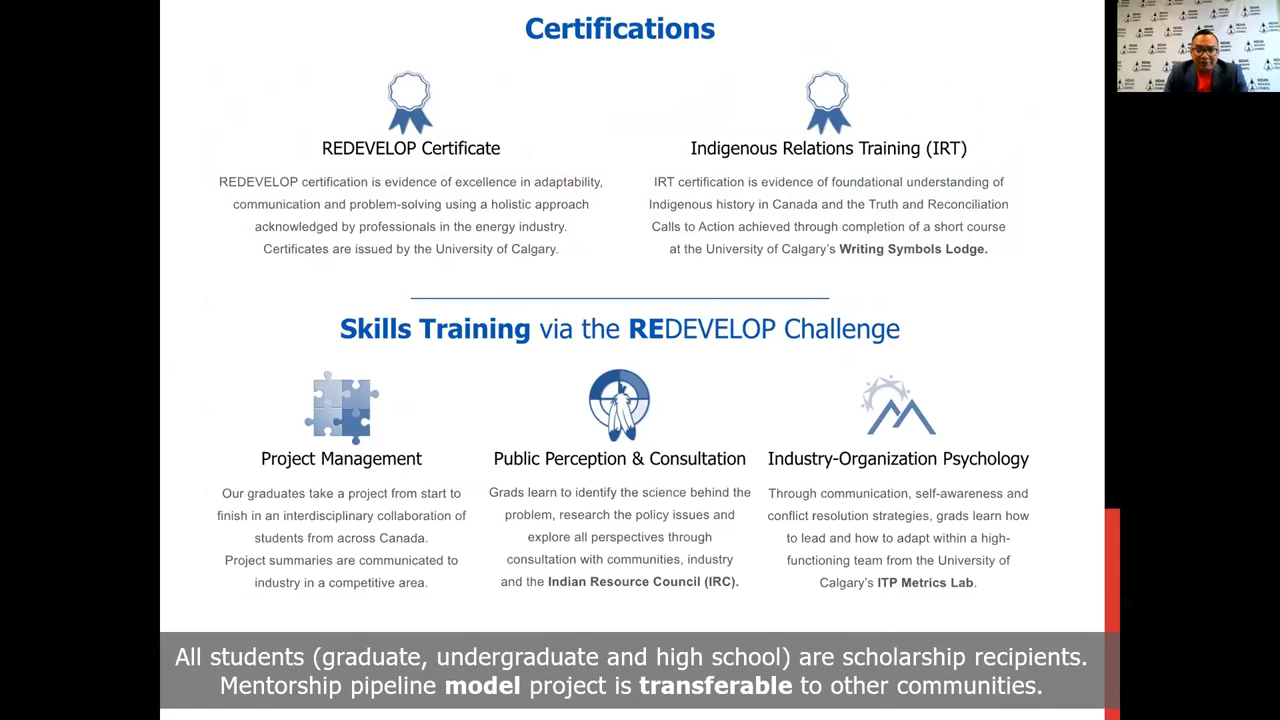 Certifications
REDEVELOP Certificate
REDEVELOP certification is evidence of excellence in adaptability,
communication and problem-solving using a holistic approach
acknowledged by professionals in the energy industry.
Certificates are issued by the University of Calgary.
Indigenous Relations Training (IRT)
IRT certification is evidence of foundational understanding of
Indigenous history in Canada and the Truth and Reconciliation
Calls to Action achieved through completion of a short course
at the University of Calgary's Writing Symbols Lodge.
Skills Training via the REDEVELOP Challenge
Project Management
Our graduates take a project from start to
finish in an interdisciplinary collaboration of
students from across Canada.
Project summaries are communicated to
industry in a competitive area.
Public Perception & Consultation
Grads learn to identify the science behind the
problem, research the policy issues and
explore all perspectives through
consultation with communities, industry
and the Indian Resource Council (IRC).
Industry-Organization Psychology
Through communication, self-awareness and
conflict resolution strategies, grads learn how
to lead and how to adapt within a high-
functioning team from the University of
Calgary's ITP Metrics Lab.
All students (graduate, undergraduate and high school) are scholarship recipients.
Mentorship pipeline model project is transferable to other communities.